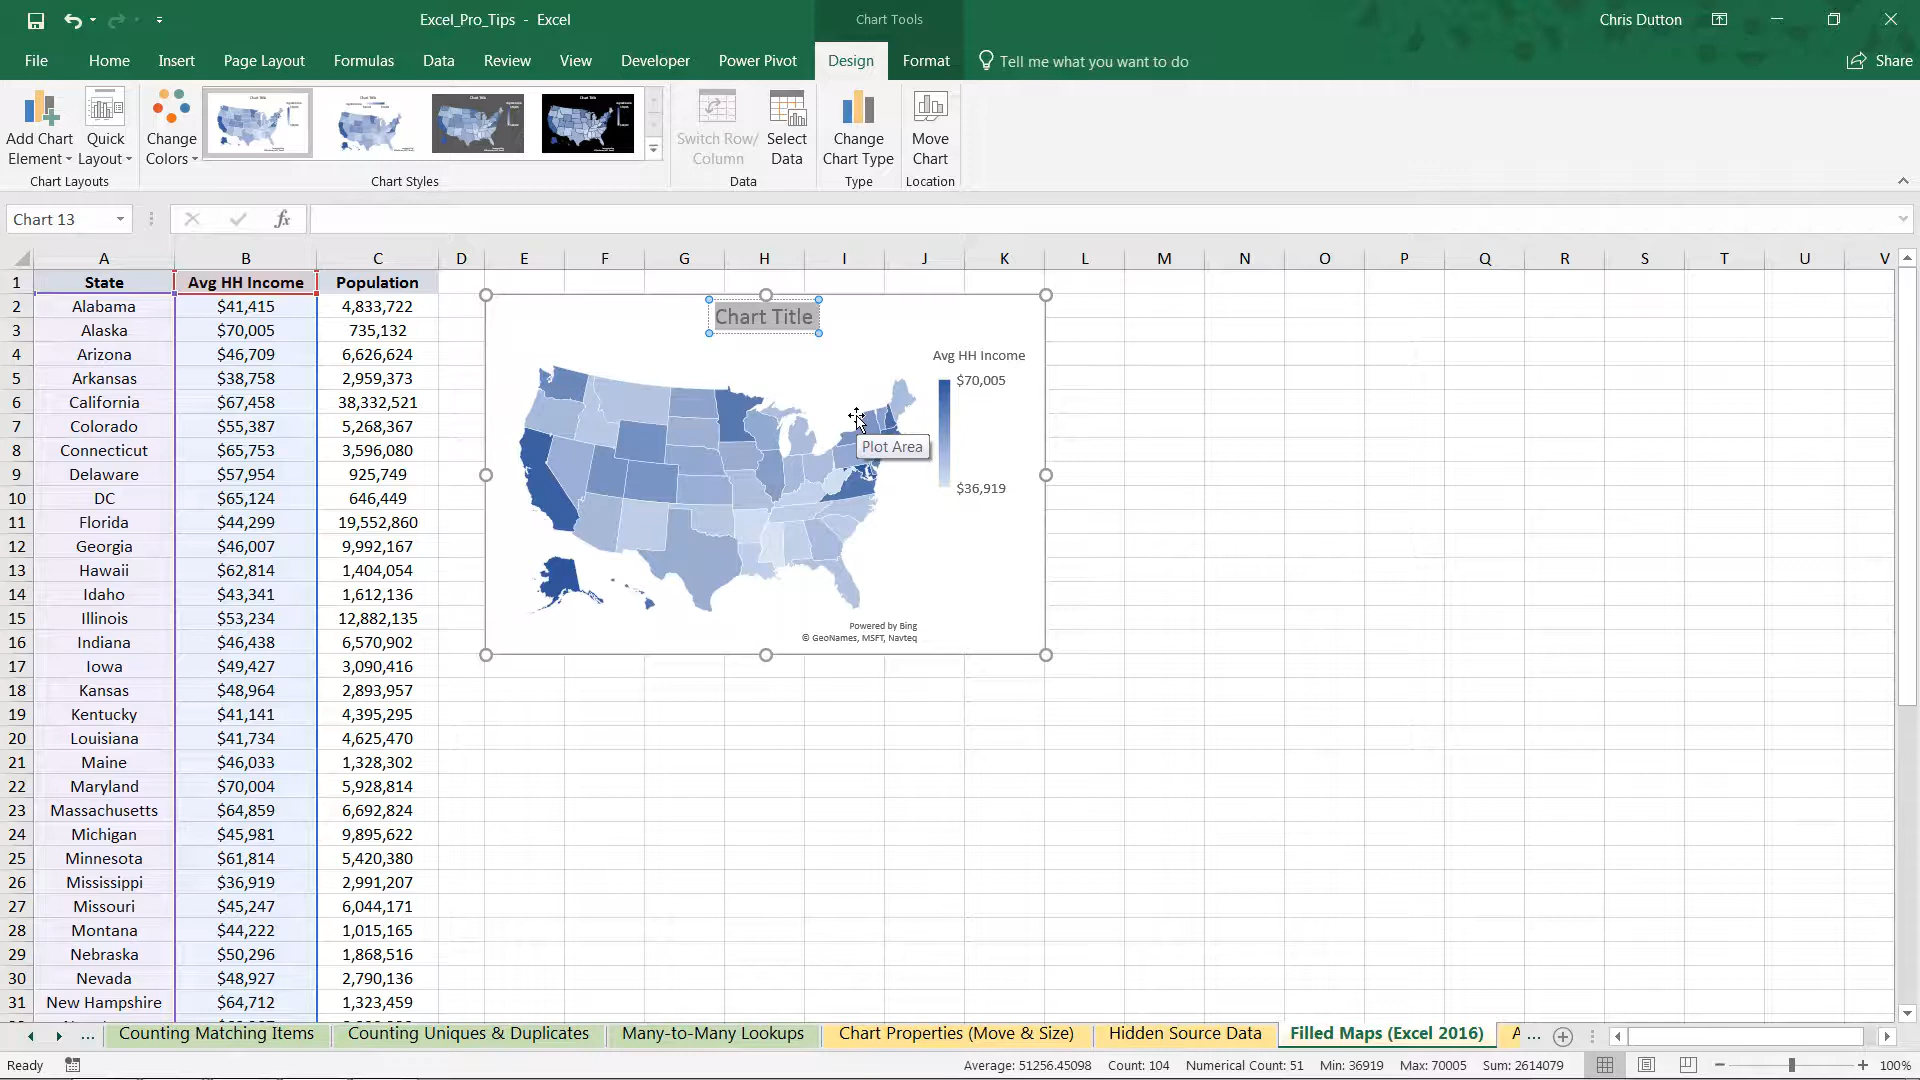 Excel_Pro_Tips - Excel
Chart Tools
Chris Dutton
File Home Insert Page Layout Formulas Data Review View Developer Power Pivot Design Format Tell me what you want to do Share
Add Chart Element
Quick Layout
Change Colors
Switch Row/ Column
Select Data
Change Chart Type
Move Chart
Chart Layouts Chart Styles Data Type Location
Chart 13 fx
A B C D E F G H I J K L M N O P Q R S T U V
1 State Avg HH Income Population
2 Alabama $41,415 4,833,722
3 Alaska $70,005 735,132
4 Arizona $46,709 6,626,624
5 Arkansas $38,758 2,959,373
6 California $67,458 38,332,521
7 Colorado $55,387 5,268,367
8 Connecticut $65,753 3,596,080
9 Delaware $57,954 925,749
10 DC $65,124 646,449
11 Florida $44,299 19,552,860
12 Georgia $46,007 9,992,167
13 Hawaii $62,814 1,404,054
14 Idaho $43,341 1,612,136
15 Illinois $53,234 12,882,135
16 Indiana $46,438 6,570,902
17 Iowa $49,427 3,090,416
18 Kansas $48,964 2,893,957
19 Kentucky $41,141 4,395,295
20 Louisiana $41,734 4,625,470
21 Maine $46,033 1,328,302
22 Maryland $70,004 5,928,814
23 Massachusetts $64,859 6,692,824
24 Michigan $45,981 9,895,622
25 Minnesota $61,814 5,420,380
26 Mississippi $36,919 2,991,207
27 Missouri $45,247 6,044,171
28 Montana $44,222 1,015,165
29 Nebraska $50,296 1,868,516
30 Nevada $48,927 2,790,136
31 New Hampshire $64,712 1,323,459
Chart Title
Avg HH Income
$70,005
Plot Area
$36,919
Powered by Bing
© GeoNames, MSFT, Navteq
... Counting Matching Items Counting Uniques & Duplicates Many-to-Many Lookups Chart Properties (Move & Size) Hidden Source Data Filled Maps (Excel 2016) ...
Ready Average: 51256.45098 Count: 104 Numerical Count: 51 Min: 36919 Max: 70005 Sum: 2614079 100%